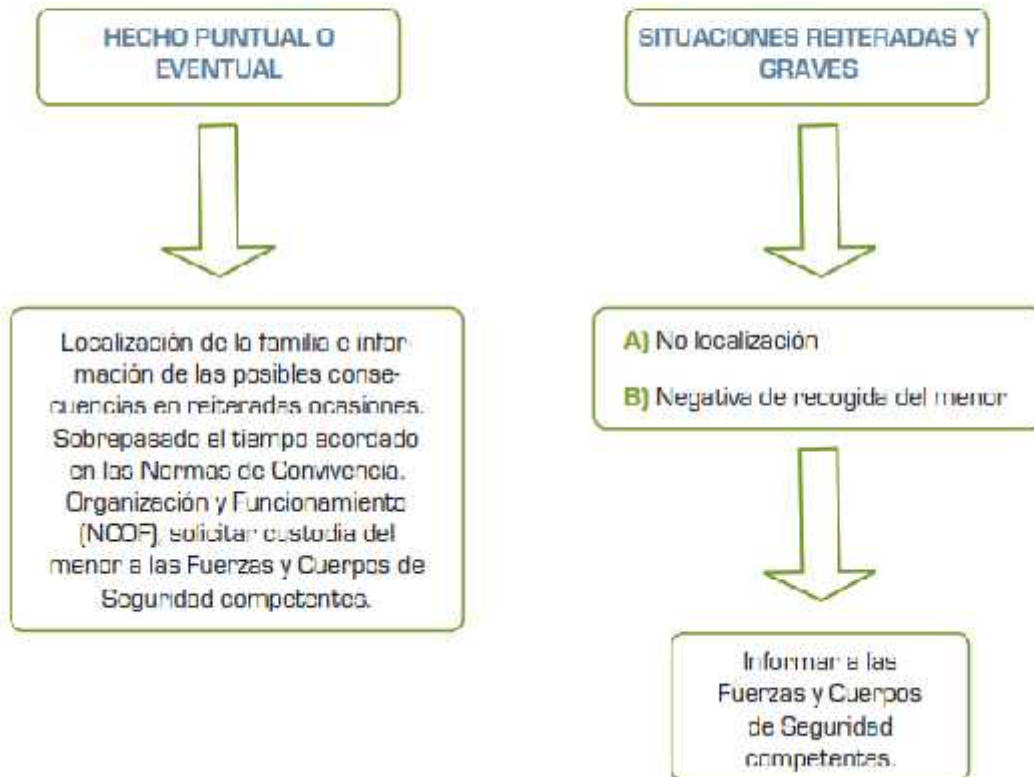 HECHO PUNTUAL O
EVENTUAL
Localización de la familia e infor-
mación de las posibles conse-
cuencias en reiteradas ocasiones.
Sobrepasado el tiempo acordado
en las Normas de Convivencia,
Organización y Funcionamiento
(NCOF), solicitar custodia del
menor a las Fuerzas y Cuerpos de
Seguridad competentes.
SITUACIONES REITERADAS Y
GRAVES
A) No localización
B) Negativa de recogida del menor
Informar a las
Fuerzas y Cuerpos
de Seguridad
competentes.